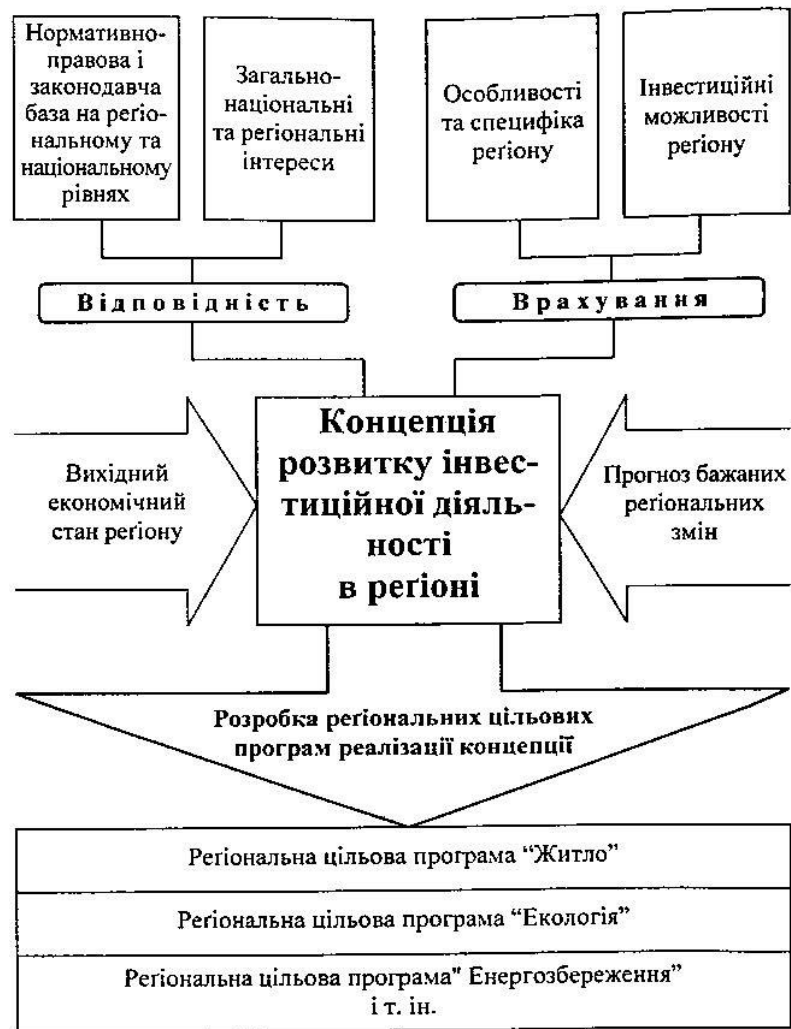 Нормативно-
правова і
законодавча
база на регіо-
нальному та
національному
рівнях
Загально-
національні
та регіональні
інтереси
Особливості
та специфіка
регіону
Інвестиційні
можливості
регіону
Відповідність
Врахування
Вихідний
економічний
стан регіону
Концепція
розвитку інвес-
тиційної діяль-
ності
в регіоні
Прогноз бажаних
регіональних
змін
Розробка регіональних цільових
програм реалізації концепції
Регіональна цільова програма “Житло”
Регіональна цільова програма “Екологія”
Регіональна цільова програма" Енергозбереження”
і т. ін.